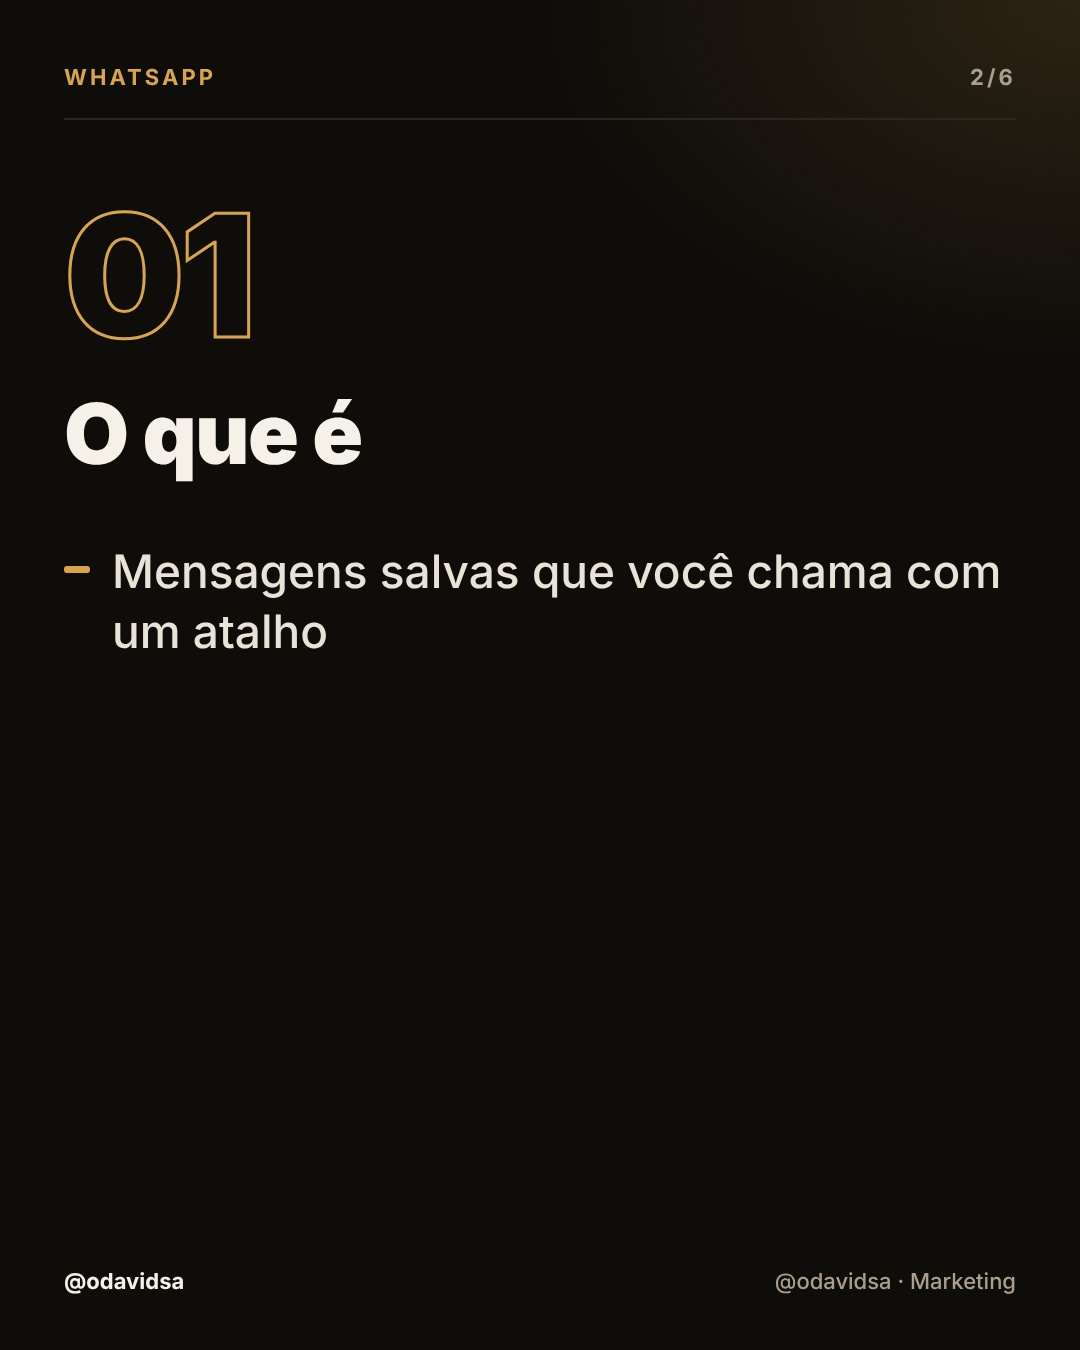 WHATSAPP
2/6
01
O que é
Mensagens salvas que você chama com
um atalho
@odavidsa
@odavidsa · Marketing